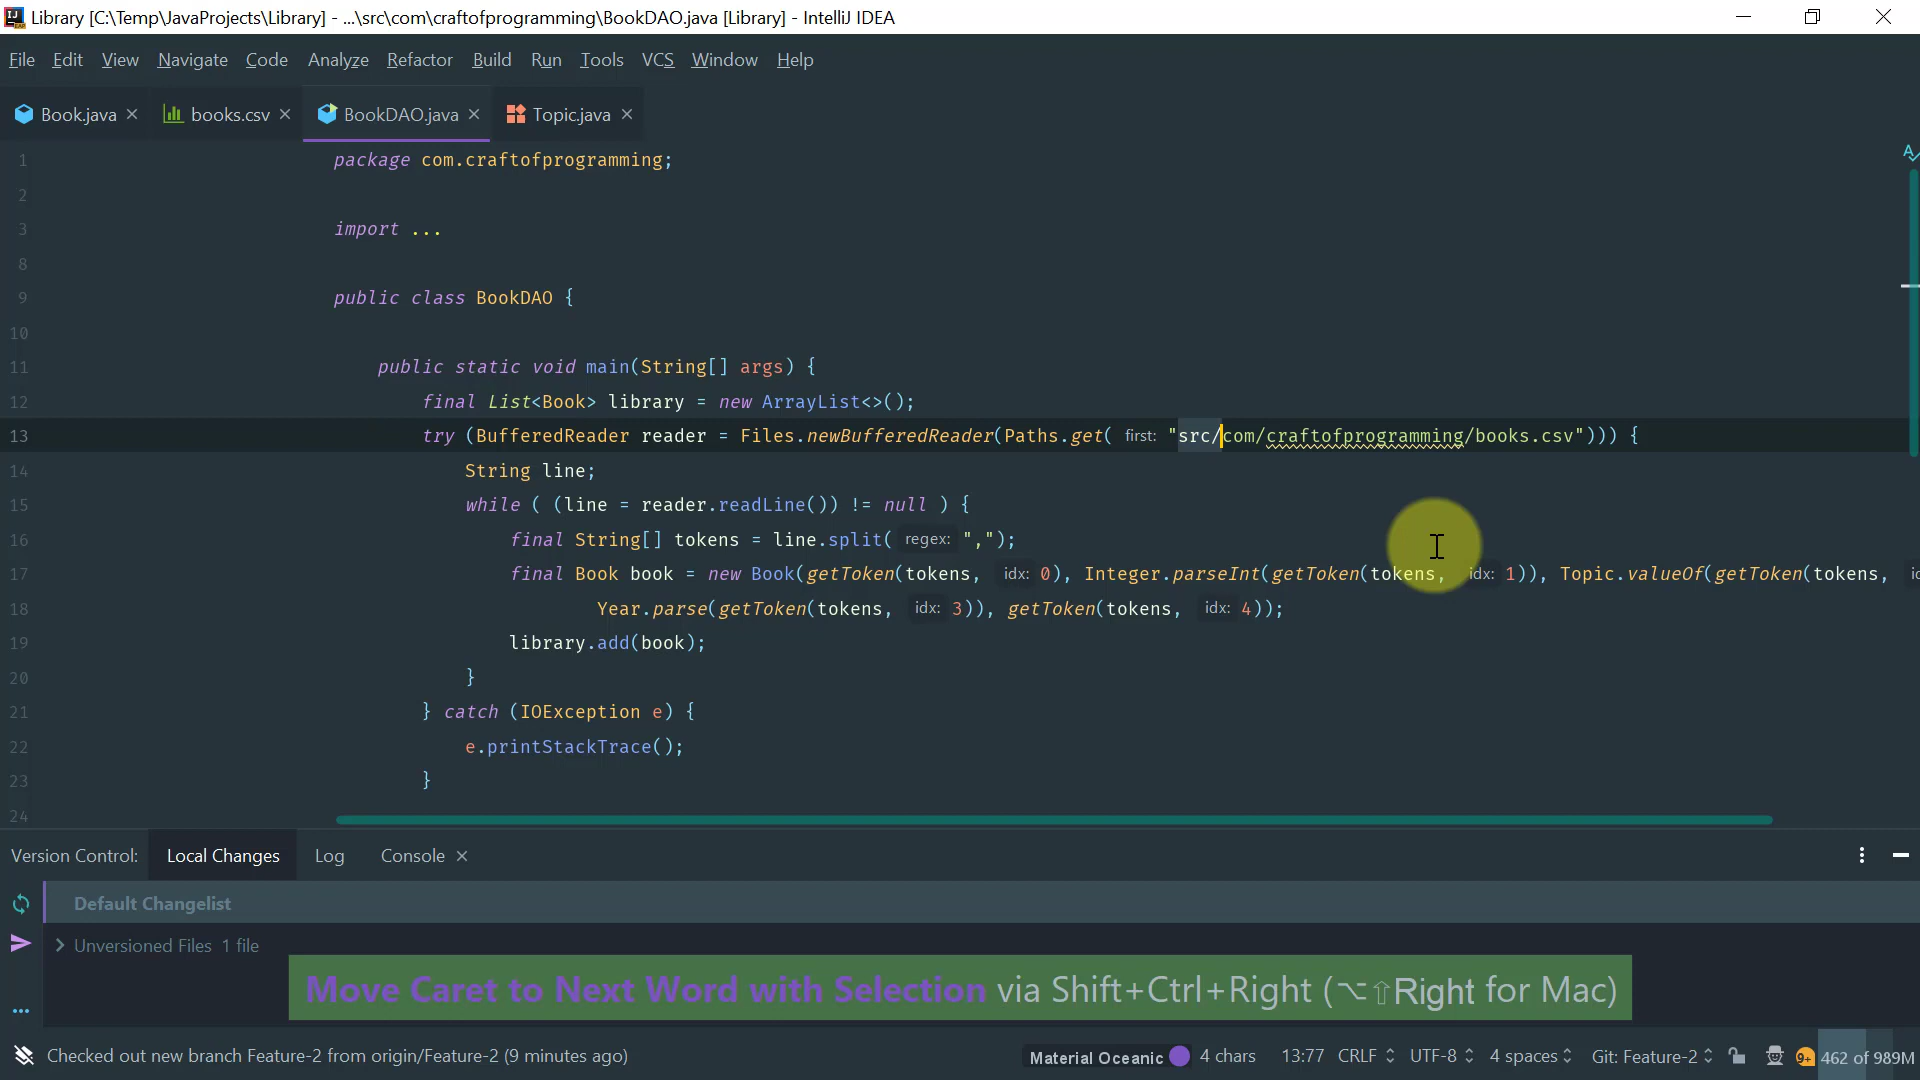 Library [C:\Temp\JavaProjects\Library] - ...\src\com\craftofprogramming\BookDAO.java [Library] - IntelliJ IDEA
File Edit View Navigate Code Analyze Refactor Build Run Tools VCS Window Help
Book.java books.csv BookDAO.java Topic.java
1 package com.craftofprogramming;
2
3 import ...
8
9 public class BookDAO {
10
11 public static void main(String[] args) {
12 final List<Book> library = new ArrayList<>();
13 try (BufferedReader reader = Files.newBufferedReader(Paths.get( first: "src/com/craftofprogramming/books.csv"))) {
14 String line;
15 while ( (line = reader.readLine()) != null ) {
16 final String[] tokens = line.split( regex: ",");
17 final Book book = new Book(getToken(tokens, idx: 0), Integer.parseInt(getToken(tokens, idx: 1)), Topic.valueOf(getToken(tokens,
18 Year.parse(getToken(tokens, idx: 3)), getToken(tokens, idx: 4));
19 library.add(book);
20 }
21 } catch (IOException e) {
22 e.printStackTrace();
23 }
24
Version Control: Local Changes Log Console
Default Changelist
Unversioned Files 1 file
Move Caret to Next Word with Selection via Shift+Ctrl+Right (⌥⇧Right for Mac)
Checked out new branch Feature-2 from origin/Feature-2 (9 minutes ago) Material Oceanic 4 chars 13:77 CRLF UTF-8 4 spaces Git: Feature-2 9+ 462 of 989M